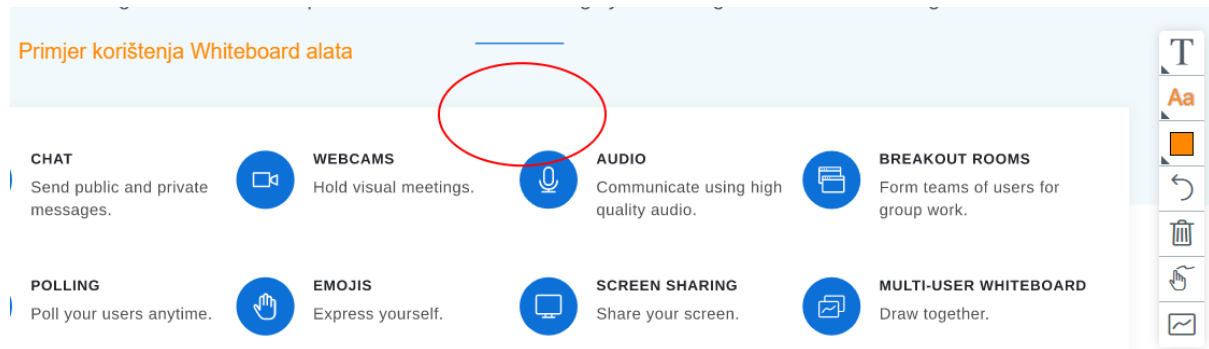 Primjer korištenja Whiteboard alata
T
Aa
CHAT
Send public and private
messages.
WEBCAMS
Hold visual meetings.
AUDIO
Communicate using high
quality audio.
BREAKOUT ROOMS
Form teams of users for
group work.
POLLING
Poll your users anytime.
EMOJIS
Express yourself.
SCREEN SHARING
Share your screen.
MULTI-USER WHITEBOARD
Draw together.